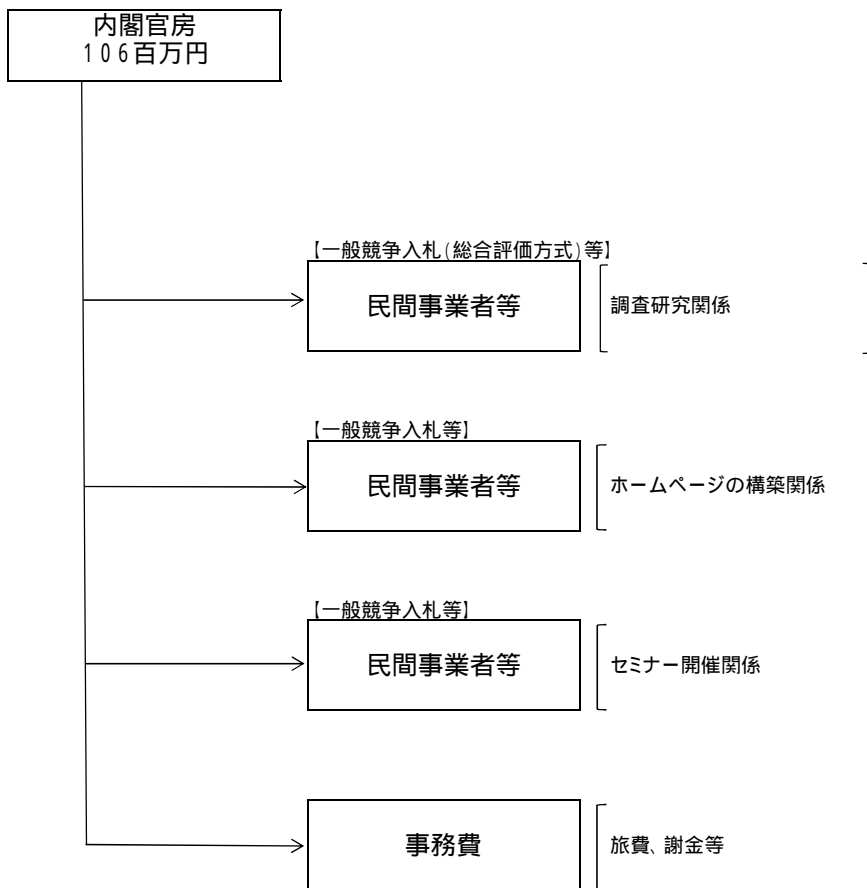 内閣官房
106百万円
【一般競争入札(総合評価方式)等】
民間事業者等
調査研究関係
【一般競争入札等】
民間事業者等
ホームページの構築関係
【一般競争入札等】
民間事業者等
セミナー開催関係
事務費
旅費、謝金等